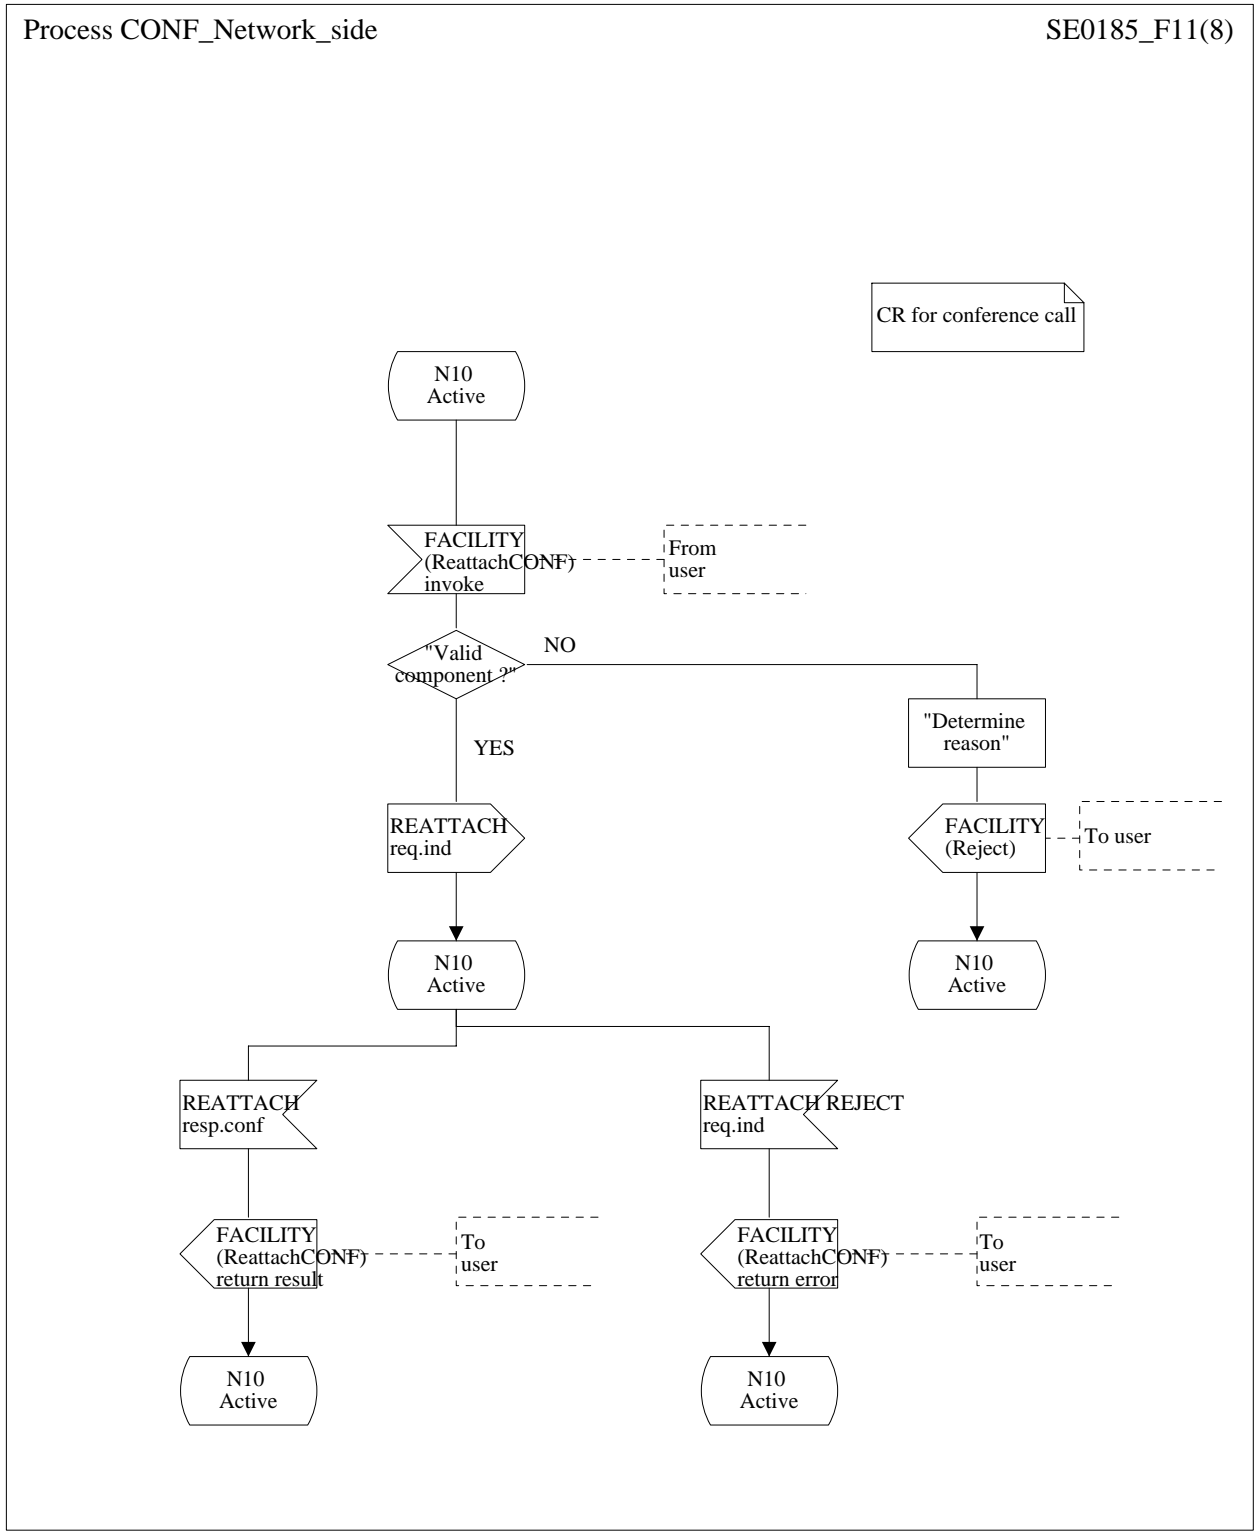 Process CONF_Network_side
SE0185_F11(8)
CR for conference call
N10
Active
FACILITY
(ReattachCONF)
invoke
From
user
"Valid
component ?"
NO
YES
"Determine
reason"
REATTACH
req.ind
FACILITY
(Reject)
To user
N10
Active
N10
Active
REATTACH
resp.conf
REATTACH REJECT
req.ind
FACILITY
(ReattachCONF)
return result
To
user
FACILITY
(ReattachCONF)
return error
To
user
N10
Active
N10
Active